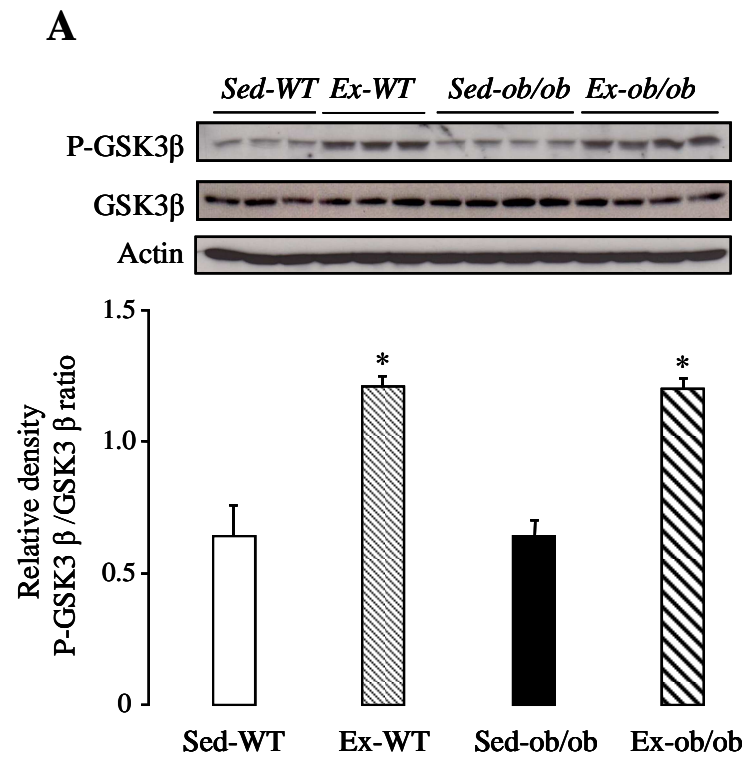 A
Sed-WT Ex-WT Sed-ob/ob Ex-ob/ob
P-GSK3β
GSK3β
Actin
1.5
1.0
0.5
0
Relative density
P-GSK3 β /GSK3 β ratio
*
*
Sed-WT Ex-WT Sed-ob/ob Ex-ob/ob